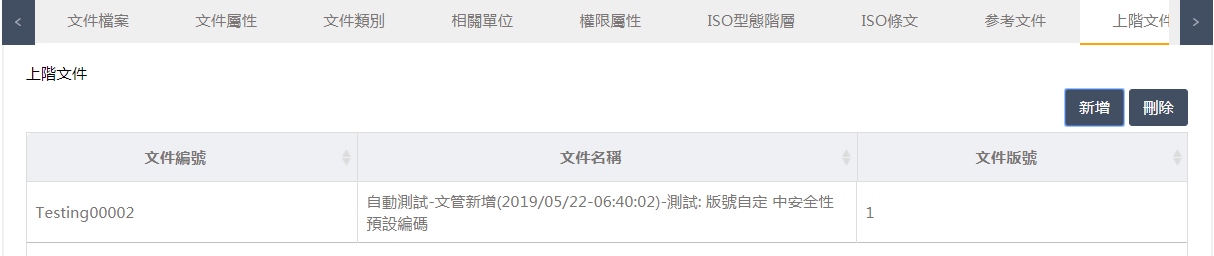 < 文件檔案 文件屬性 文件類別 相關單位 權限屬性 ISO型態階層 ISO條文 參考文件 上階文件 >
上階文件
新增 刪除
文件編號 文件名稱 文件版號
Testing00002 自動測試-文管新增(2019/05/22-06:40:02)-測試: 版號自定 中安全性 1
預設編碼